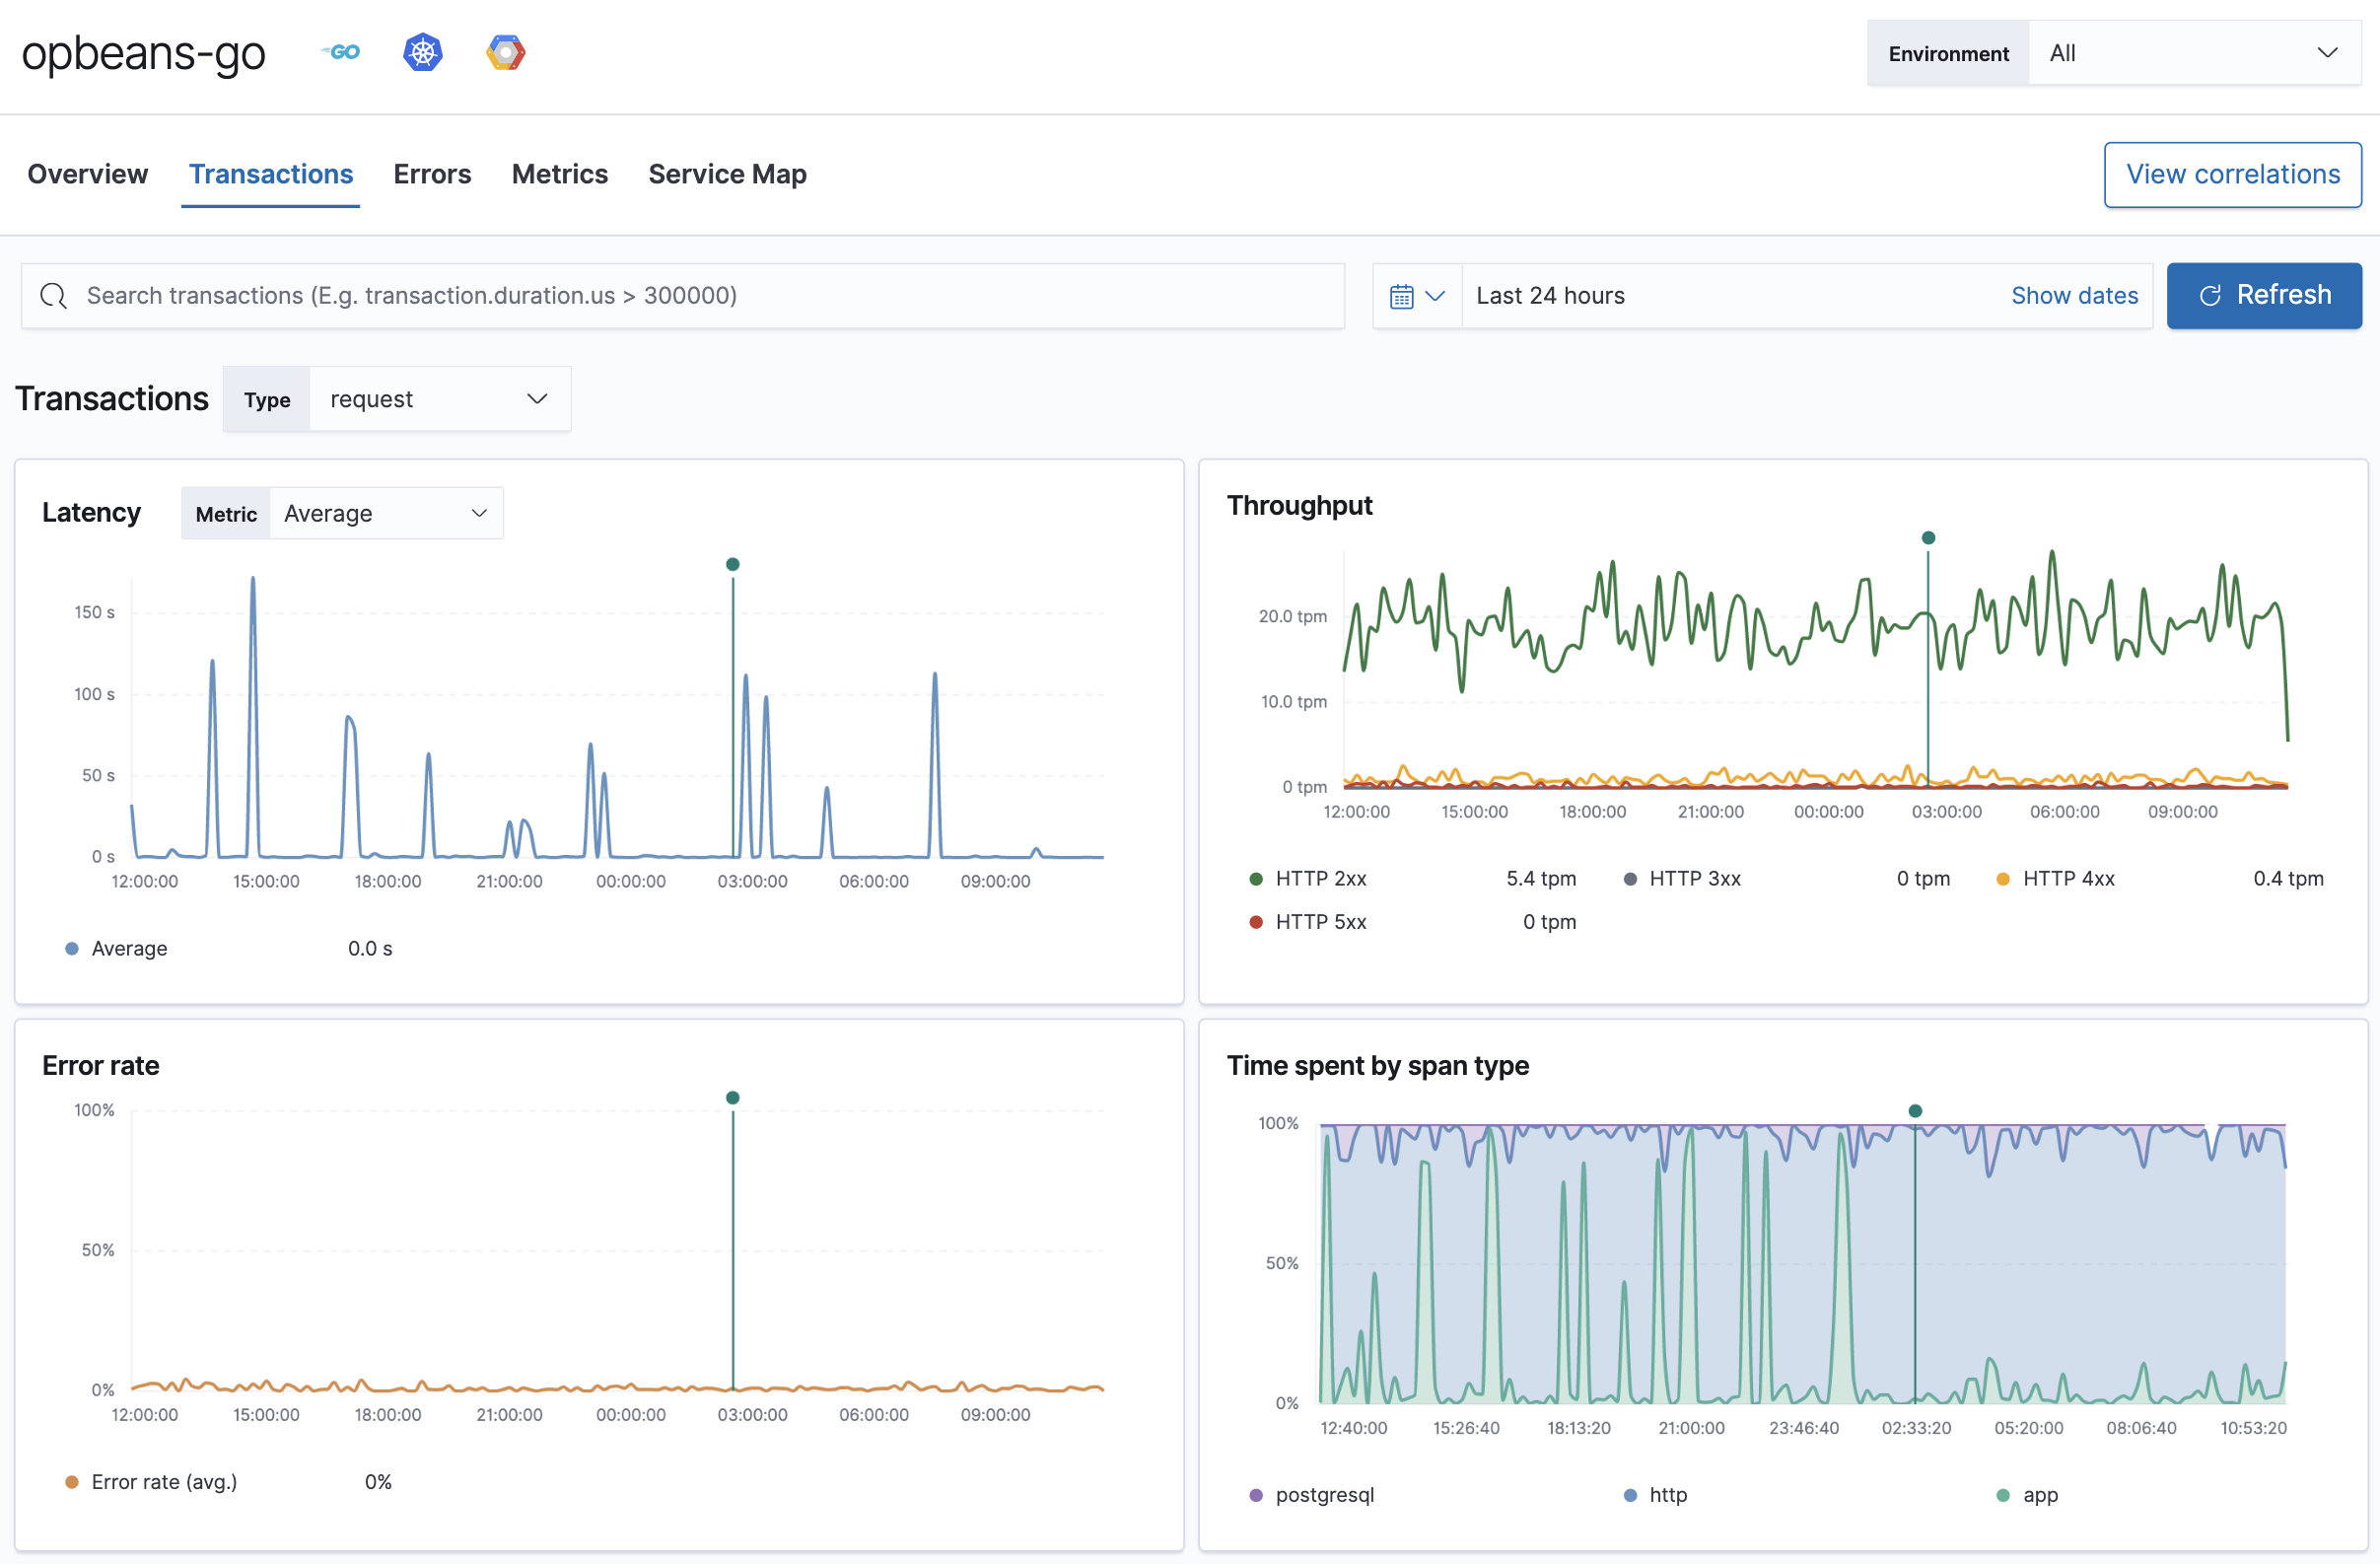 opbeans-go GO Environment All
Overview Transactions Errors Metrics Service Map View correlations
Search transactions (E.g. transaction.duration.us > 300000) Last 24 hours Show dates Refresh
Transactions Type request
Latency Metric Average
150 s
100 s
50 s
0 s
12:00:00 15:00:00 18:00:00 21:00:00 00:00:00 03:00:00 06:00:00 09:00:00
Average 0.0 s
Throughput
20.0 tpm
10.0 tpm
0 tpm
12:00:00 15:00:00 18:00:00 21:00:00 00:00:00 03:00:00 06:00:00 09:00:00
HTTP 2xx 5.4 tpm HTTP 3xx 0 tpm HTTP 4xx 0.4 tpm
HTTP 5xx 0 tpm
Error rate
100%
50%
0%
12:00:00 15:00:00 18:00:00 21:00:00 00:00:00 03:00:00 06:00:00 09:00:00
Error rate (avg.) 0%
Time spent by span type
100%
50%
0%
12:40:00 15:26:40 18:13:20 21:00:00 23:46:40 02:33:20 05:20:00 08:06:40 10:53:20
postgresql http app